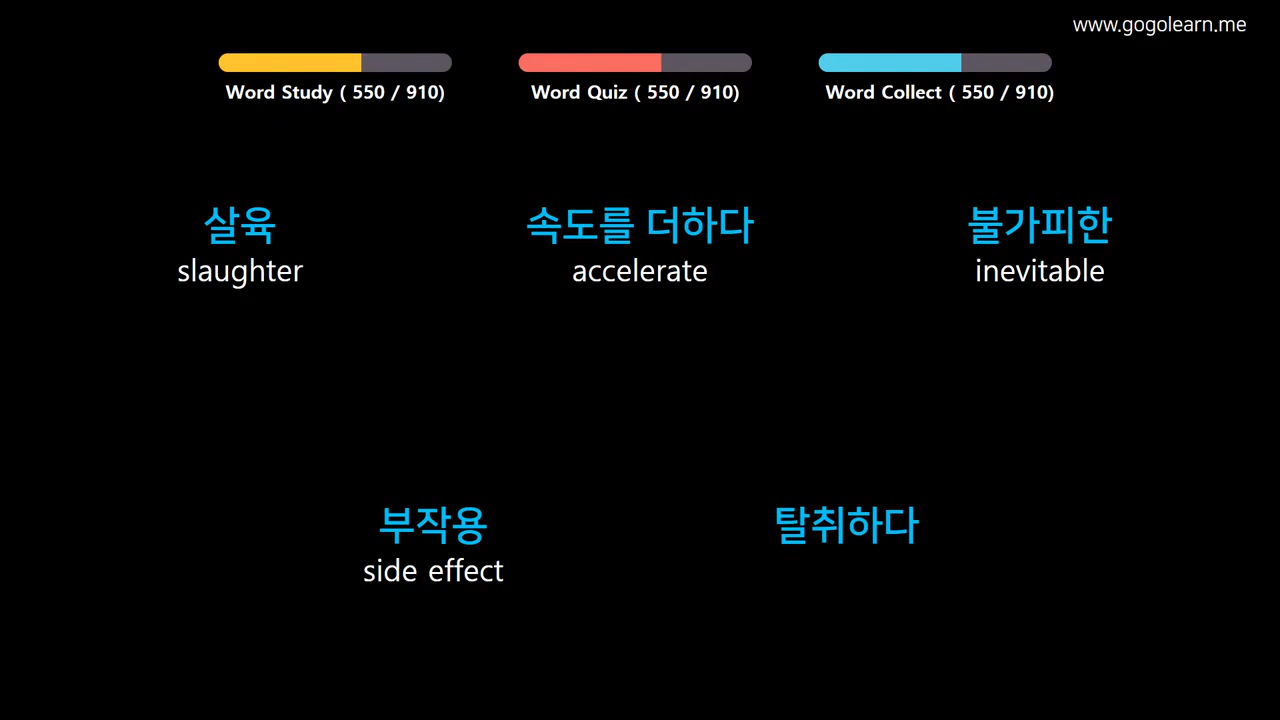 www.gogolearn.me
Word Study ( 550 / 910)
Word Quiz ( 550 / 910)
Word Collect ( 550 / 910)
살육
slaughter
속도를 더하다
accelerate
불가피한
inevitable
부작용
side effect
탈취하다